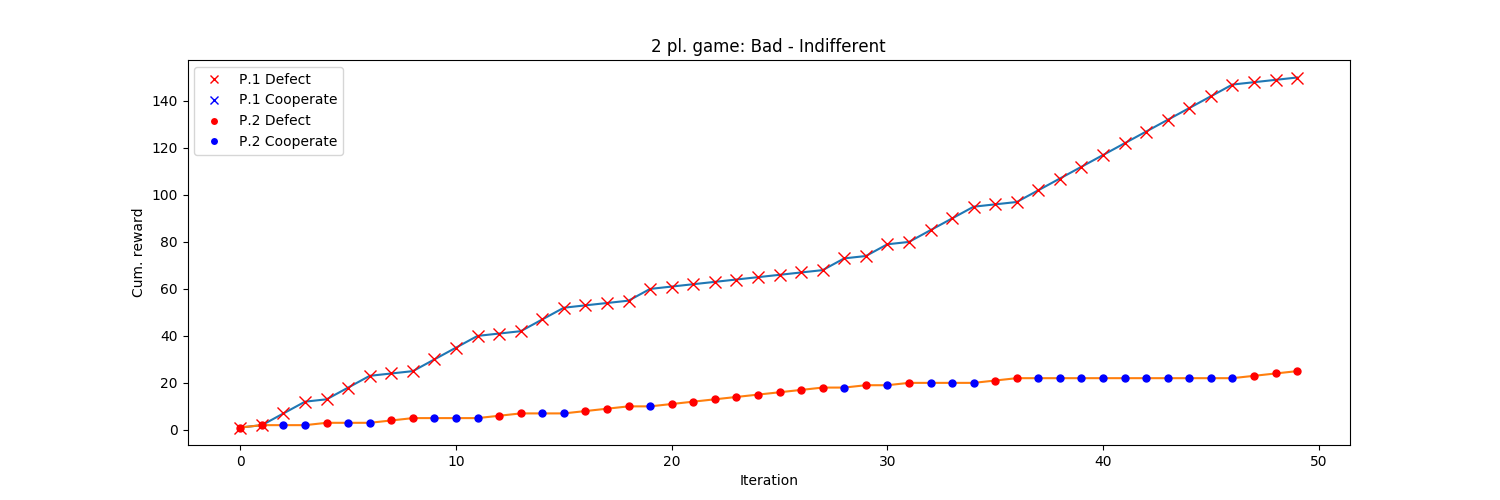 2 pl. game: Bad - Indifferent
P.1 Defect
P.1 Cooperate
P.2 Defect
P.2 Cooperate
Cum. reward
140
120
100
80
60
40
20
0
0 10 20 30 40 50
Iteration